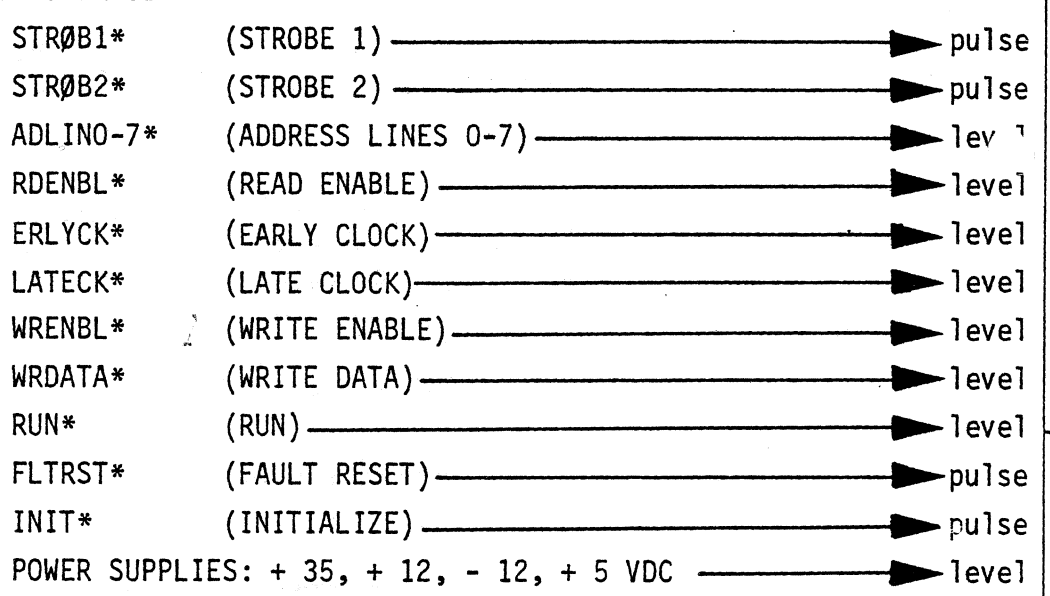 STRØB1* (STROBE 1) pulse
STRØB2* (STROBE 2) pulse
ADLINO-7* (ADDRESS LINES 0-7)
RDENBL* (READ ENABLE) level
ERLYCK* (EARLY CLOCK) level
LATECK* (LATE CLOCK) level
WRENBL* (WRITE ENABLE) level
WRDATA* (WRITE DATA) level
RUN* (RUN) level
FLTRST* (FAULT RESET) pulse
INIT* (INITIALIZE) pulse
POWER SUPPLIES: + 35, + 12, - 12, + 5 VDC level